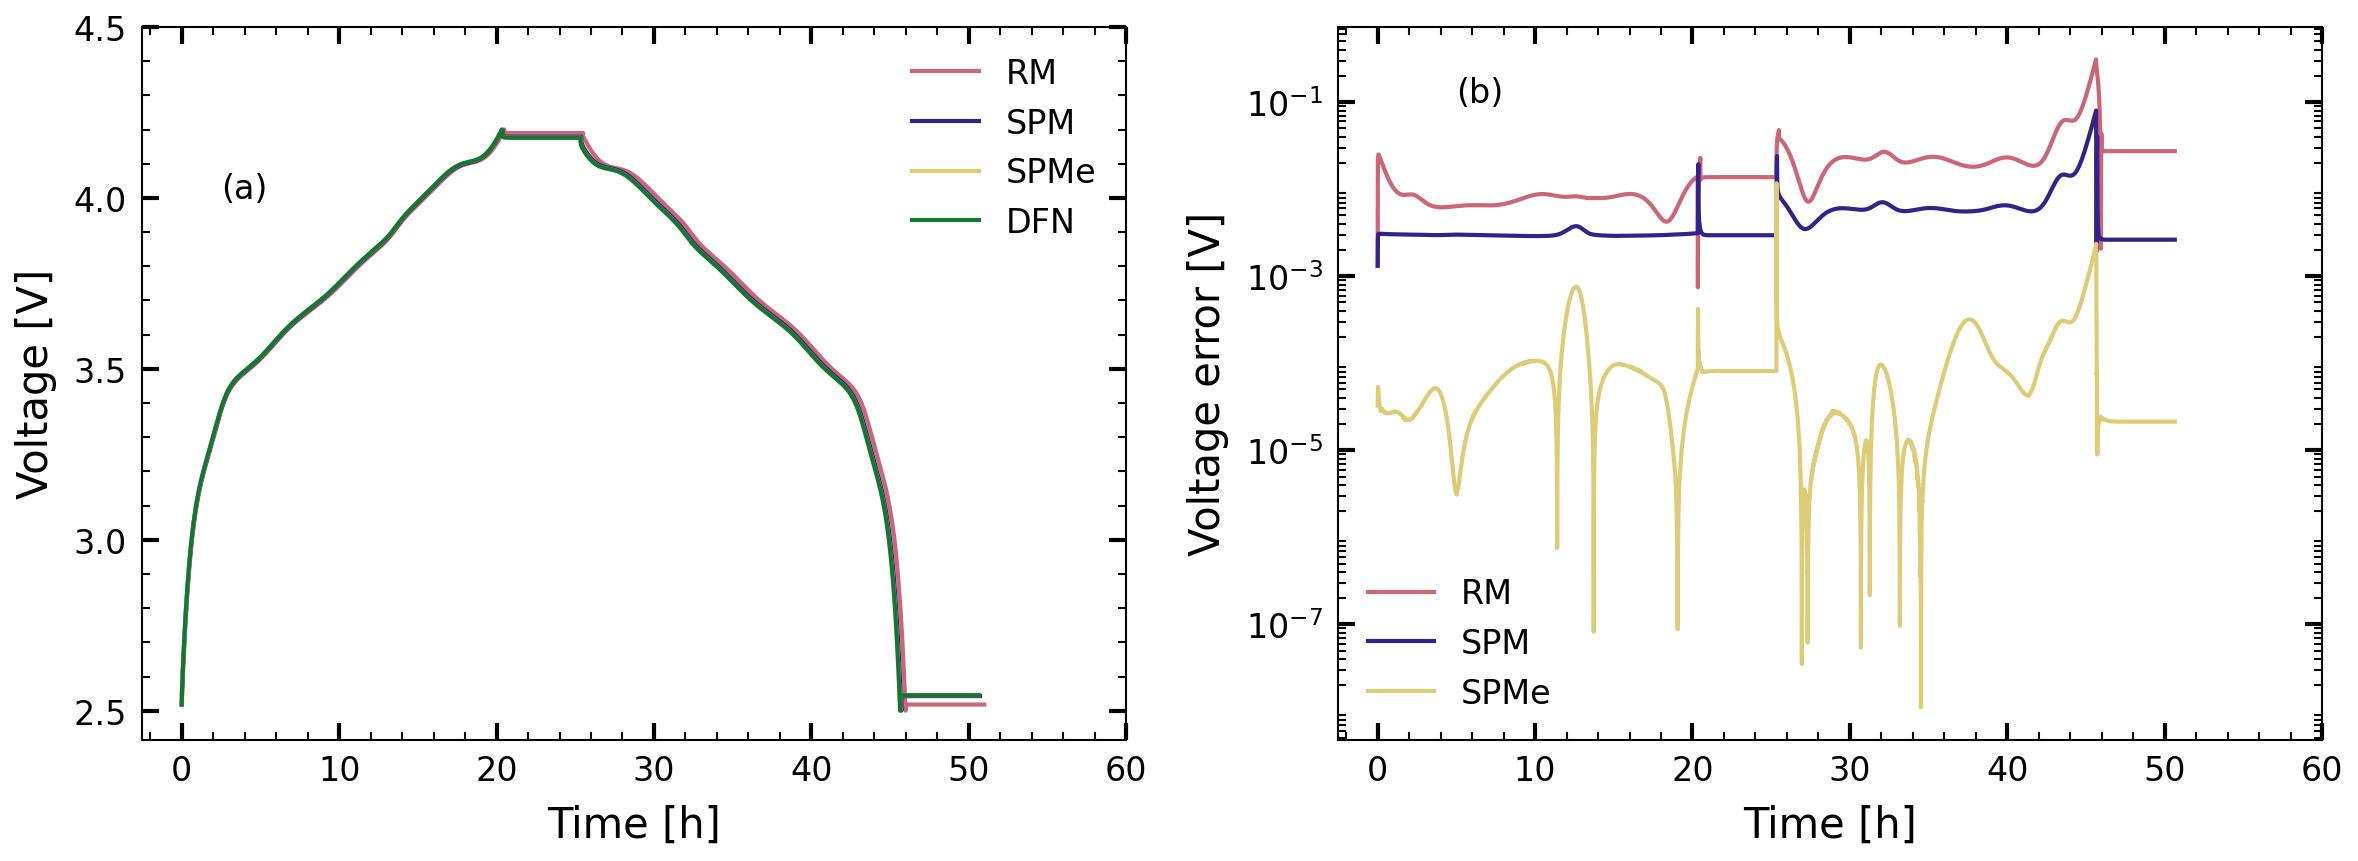 4.5
4.0
3.5
3.0
2.5
Voltage [V]
(a)
RM
SPM
SPMe
DFN
0 10 20 30 40 50 60
Time [h]
10⁻¹
10⁻³
10⁻⁵
10⁻⁷
Voltage error [V]
(b)
RM
SPM
SPMe
0 10 20 30 40 50 60
Time [h]